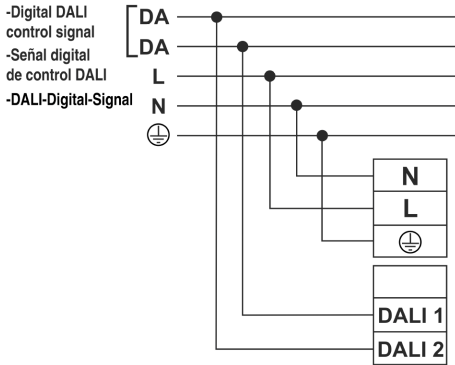 -Digital DALI
control signal
-Señal digital
de control DALI
-DALI-Digital-Signal
DA
DA
L
N
N
L
DALI 1
DALI 2